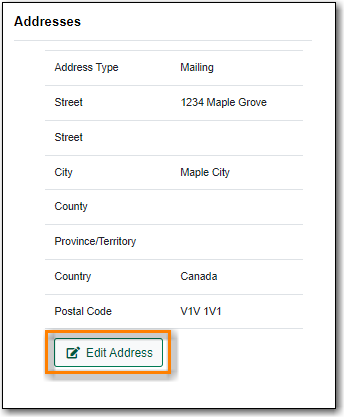 Addresses
Address Type Mailing
Street 1234 Maple Grove
Street
City Maple City
County
Province/Territory
Country Canada
Postal Code V1V 1V1
Edit Address